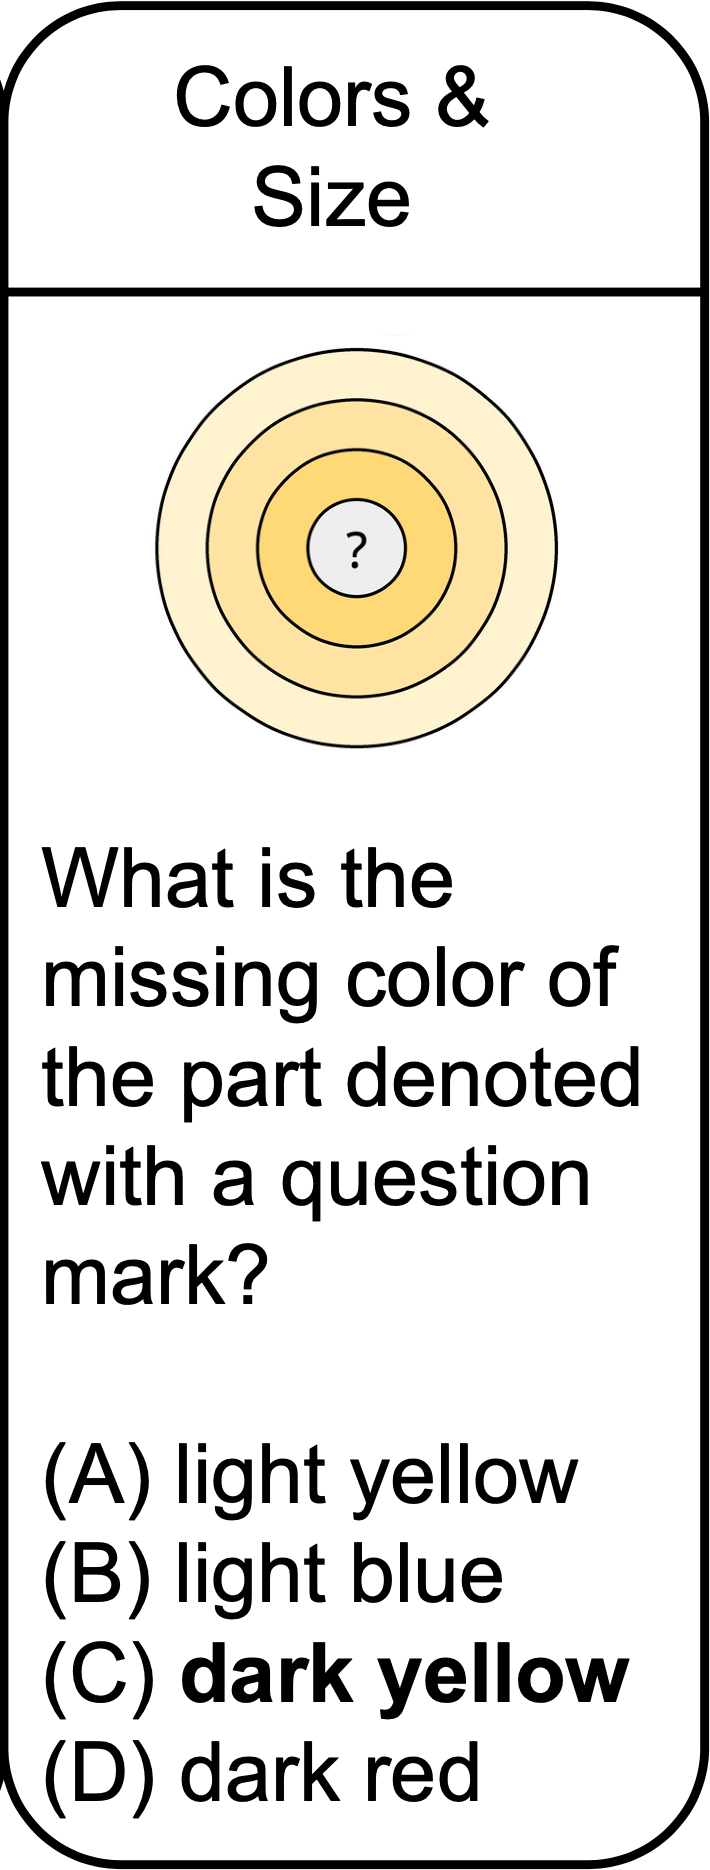 Colors &
Size
?
What is the
missing color of
the part denoted
with a question
mark?
(A) light yellow
(B) light blue
(C) dark yellow
(D) dark red